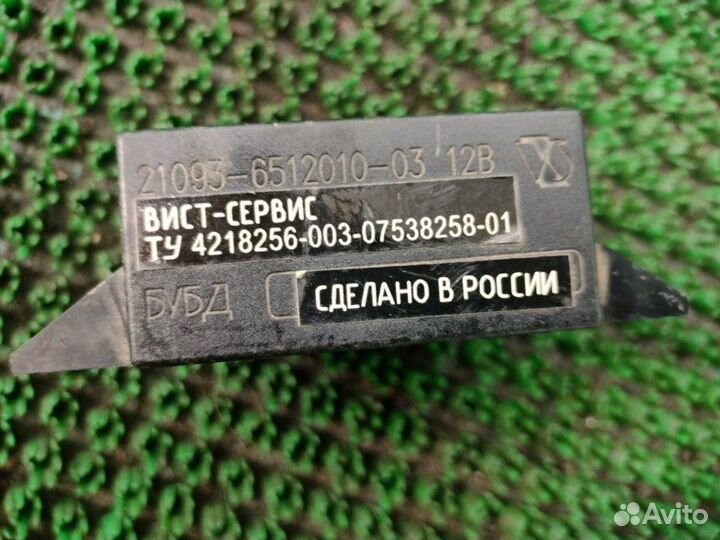 21093-6512010-03 12В
ВИСТ-СЕРВИС
ТУ 4218256-003-07538258-01
БУБД
СДЕЛАНО В РОССИИ
Avito